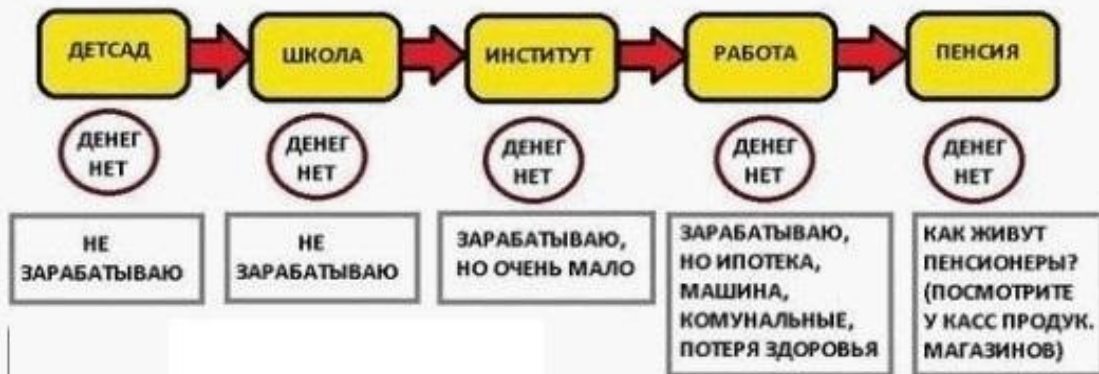 ДЕТСАД
ШКОЛА
ИНСТИТУТ
РАБОТА
ПЕНСИЯ
ДЕНЕГ
НЕТ
ДЕНЕГ
НЕТ
ДЕНЕГ
НЕТ
ДЕНЕГ
НЕТ
ДЕНЕГ
НЕТ
НЕ
ЗАРАБАТЫВАЮ
НЕ
ЗАРАБАТЫВАЮ
ЗАРАБАТЫВАЮ,
НО ОЧЕНЬ МАЛО
ЗАРАБАТЫВАЮ,
НО ИПОТЕКА,
МАШИНА,
КОМУНАЛЬНЫЕ,
ПОТЕРЯ ЗДОРОВЬЯ
КАК ЖИВУТ
ПЕНСИОНЕРЫ?
(ПОСМОТРИТЕ
У КАСС ПРОДУК.
МАГАЗИНОВ)